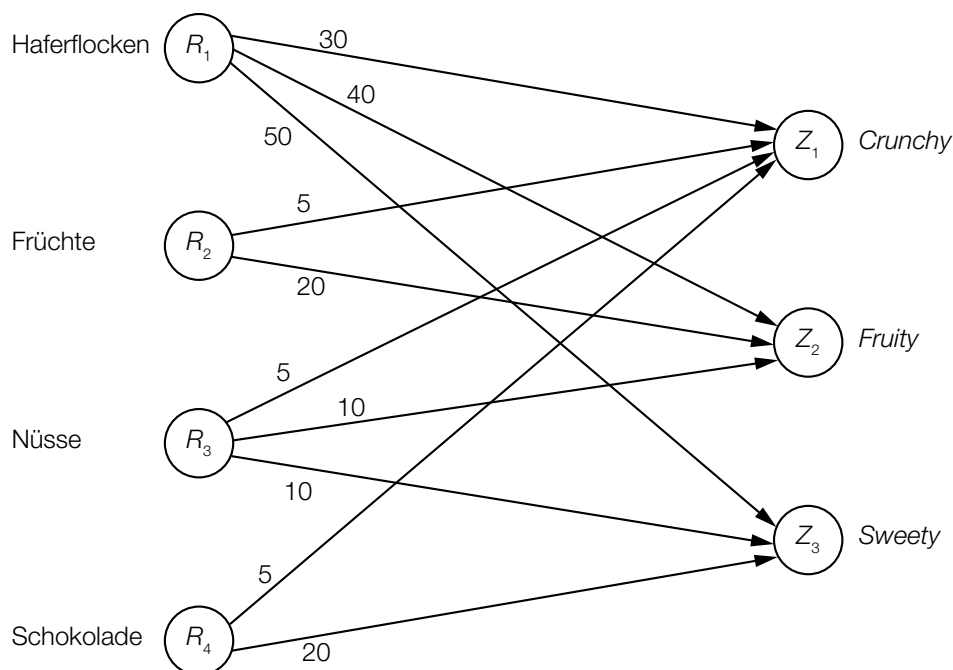 Haferflocken R₁ 30
40
50
Z₁ Crunchy
Früchte R₂ 5
20
Z₂ Fruity
Nüsse R₃ 5
10
10
Z₃ Sweety
Schokolade R₄ 5
20